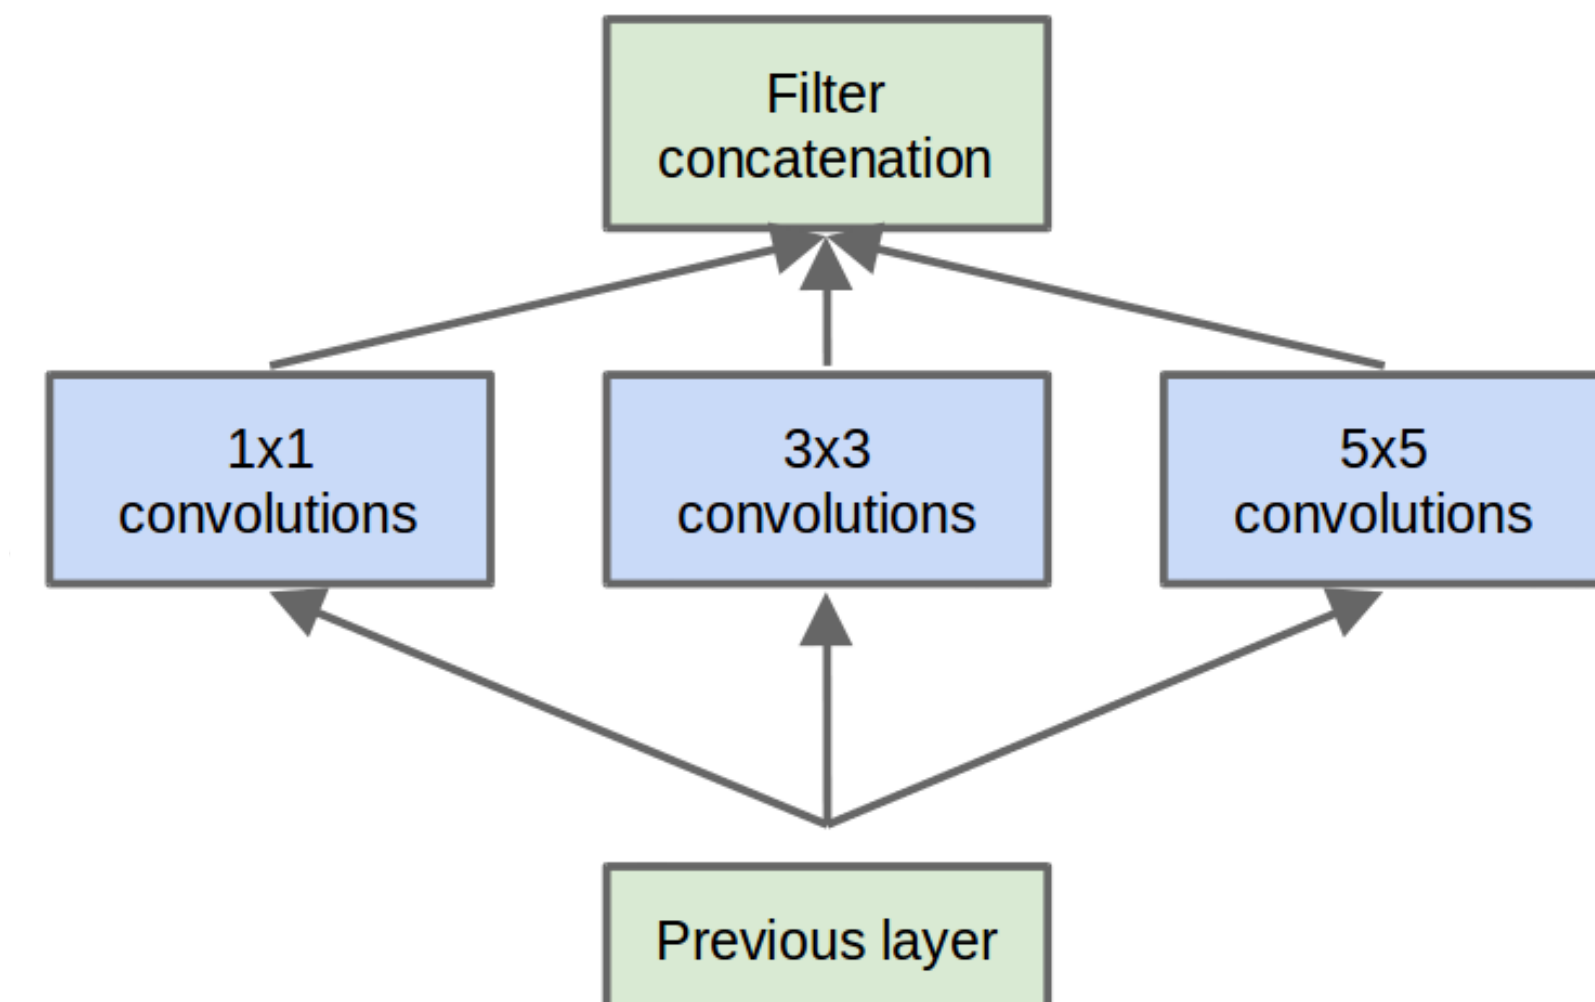 Filter
concatenation
1x1
convolutions
3x3
convolutions
5x5
convolutions
Previous layer